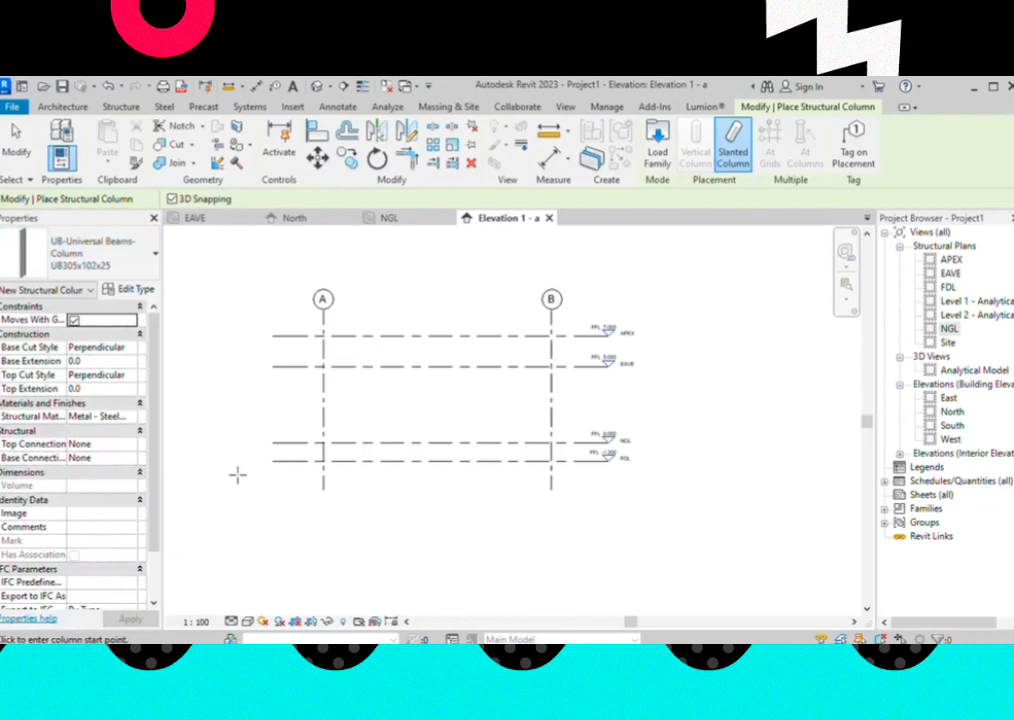 Autodesk Revit 2023 - Project1 - Elevation: Elevation 1 - a
Sign In
File Architecture Structure Steel Precast Systems Insert Annotate Analyze Massing & Site Collaborate View Manage Add-Ins Lumion® Modify | Place Structural Column
Modify
Paste
Notch
Cut
Join
Activate
Load Family
Vertical Column
Slanted Column
At Grids
At Columns
Tag on Placement
Select Properties Clipboard Geometry Controls Modify View Measure Create Mode Placement Multiple Tag
Modify | Place Structural Column 3D Snapping
Properties
EAVE North NGL Elevation 1 - a
Project Browser - Project1
UB-Universal Beams-
Column
UB305x102x25
New Structural Colur Edit Type
Constraints
Moves With G...
Construction
Base Cut Style Perpendicular
Base Extension 0.0
Top Cut Style Perpendicular
Top Extension 0.0
Materials and Finishes
Structural Mat... Metal - Steel...
Structural
Top Connection None
Base Connecti... None
Dimensions
Volume
Identity Data
Image
Comments
Mark
Has Association
IFC Parameters
IFC Predefine...
Export to IFC As
Properties help Apply
A B
APEX
EAVE
NGL
FDL
Views (all)
Structural Plans
APEX
EAVE
FDL
Level 1 - Analytica
Level 2 - Analytica
NGL
Site
3D Views
Analytical Model
Elevations (Building Eleva
East
North
South
West
Elevations (Interior Elevat
Legends
Schedules/Quantities (all)
Sheets (all)
Families
Groups
Revit Links
1 : 100
Click to enter column start point. :0 Main Model :0